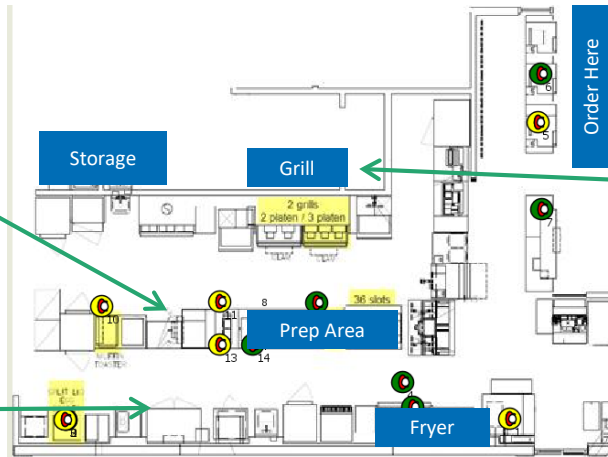 Order Here
6
5
Storage
Grill
2 grills
2 platen / 3 platen
7
36 slots
10
11
8
Prep Area
13
14
Fryer